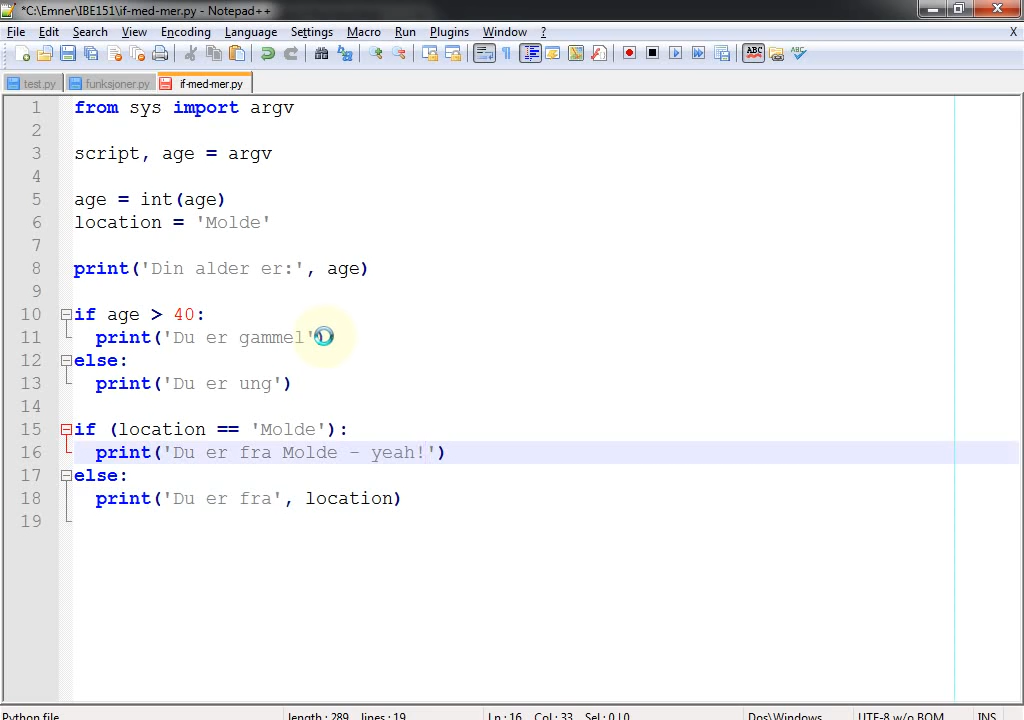 *C:\Emner\IBE151\if-med-mer.py - Notepad++
File Edit Search View Encoding Language Settings Macro Run Plugins Window ? X
test.py funksjoner.py if-med-mer.py
1 from sys import argv
2
3 script, age = argv
4
5 age = int(age)
6 location = 'Molde'
7
8 print('Din alder er:', age)
9
10 if age > 40:
11 print('Du er gammel'
12 else:
13 print('Du er ung')
14
15 if (location == 'Molde'):
16 print('Du er fra Molde - yeah!')
17 else:
18 print('Du er fra', location)
19
Python file length : 289 lines : 19 Ln : 16 Col : 33 Sel : 0 | 0 Dos\Windows UTF-8 w/o BOM INS